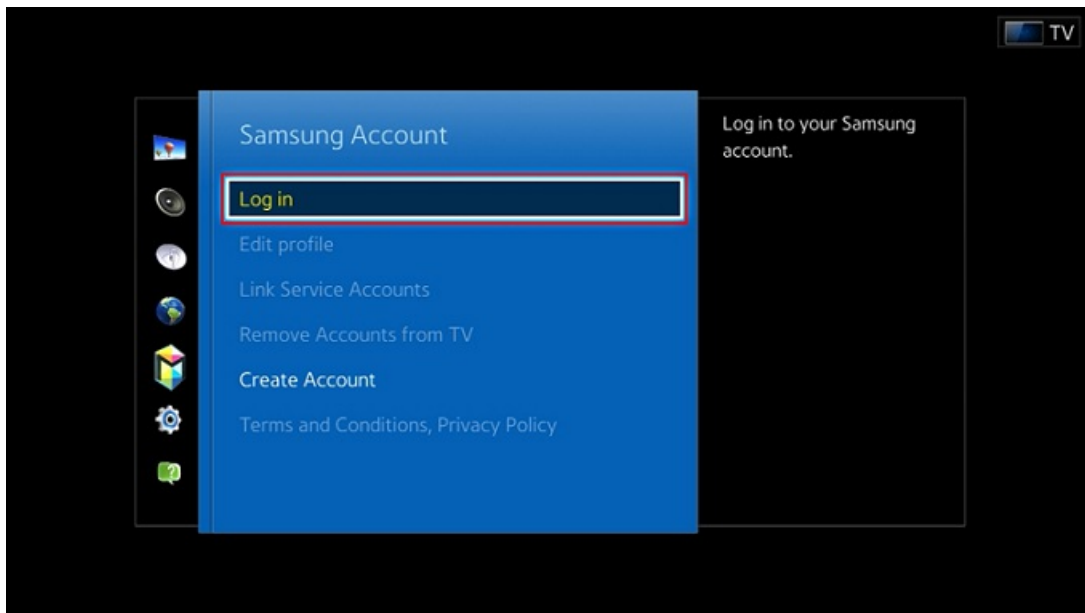 TV
Samsung Account
Log in
Edit profile
Link Service Accounts
Remove Accounts from TV
Create Account
Terms and Conditions, Privacy Policy
Log in to your Samsung
account.